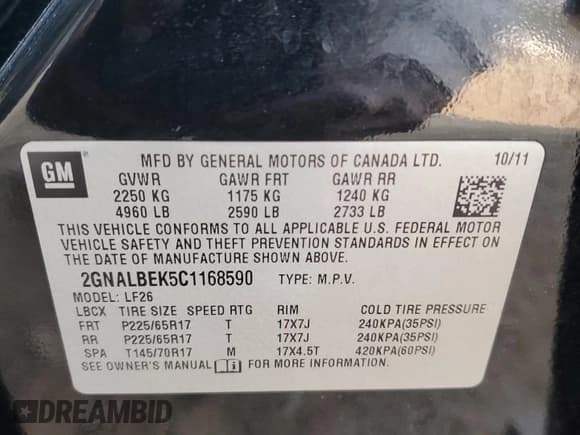 GM
MFD BY GENERAL MOTORS OF CANADA LTD. 10/11
GVWR GAWR FRT GAWR RR
2250 KG 1175 KG 1240 KG
4960 LB 2590 LB 2733 LB
THIS VEHICLE CONFORMS TO ALL APPLICABLE U.S. FEDERAL MOTOR
VEHICLE SAFETY AND THEFT PREVENTION STANDARDS IN EFFECT ON
THE DATE OF MANUFACTURE SHOWN ABOVE.
2GNALBEK5C1168590 TYPE: M.P.V.
MODEL: LF26
LBCX TIRE SIZE SPEED RTG RIM COLD TIRE PRESSURE
FRT P225/65R17 T 17X7J 240KPA(35PSI)
RR P225/65R17 T 17X7J 240KPA(35PSI)
SPA T145/70R17 M 17X4.5T 420KPA(60PSI)
SEE OWNER'S MANUAL FOR MORE INFORMATION.
DREAMBID